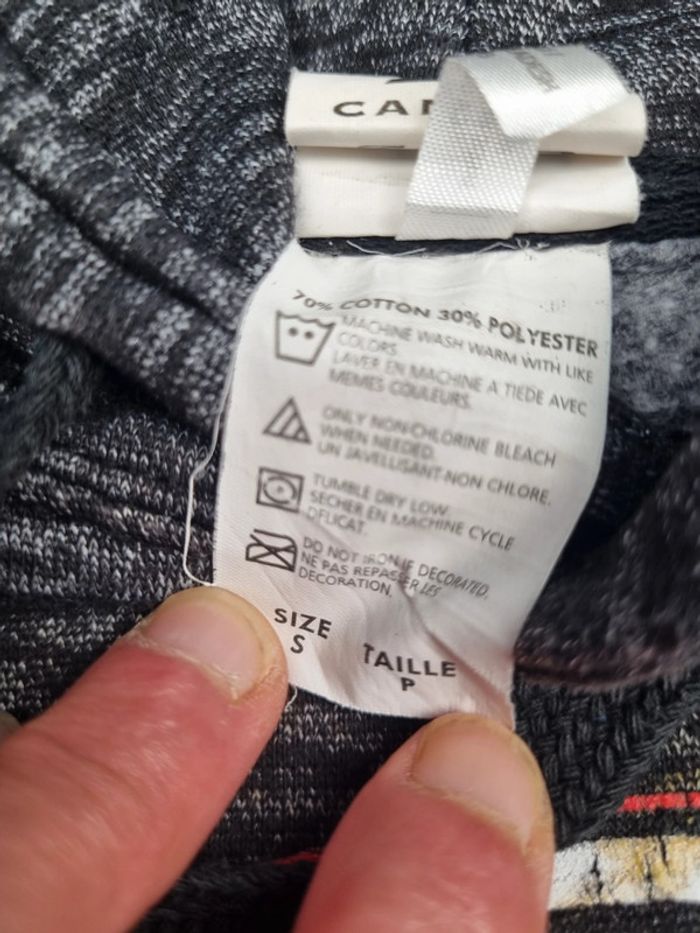 CA
70% COTTON 30% POLYESTER
MACHINE WASH WARM WITH LIKE
COLORS.
LAVER EN MACHINE A TIEDE AVEC
MEMES COULEURS.
ONLY NON-CHLORINE BLEACH
WHEN NEEDED.
UN JAVELLISANT-NON CHLORE.
TUMBLE DRY LOW.
SECHER EN MACHINE CYCLE
DELICAT.
DO NOT IRON IF DECORATED.
NE PAS REPASSER LES
DECORATION.
SIZE
S
TAILLE
P